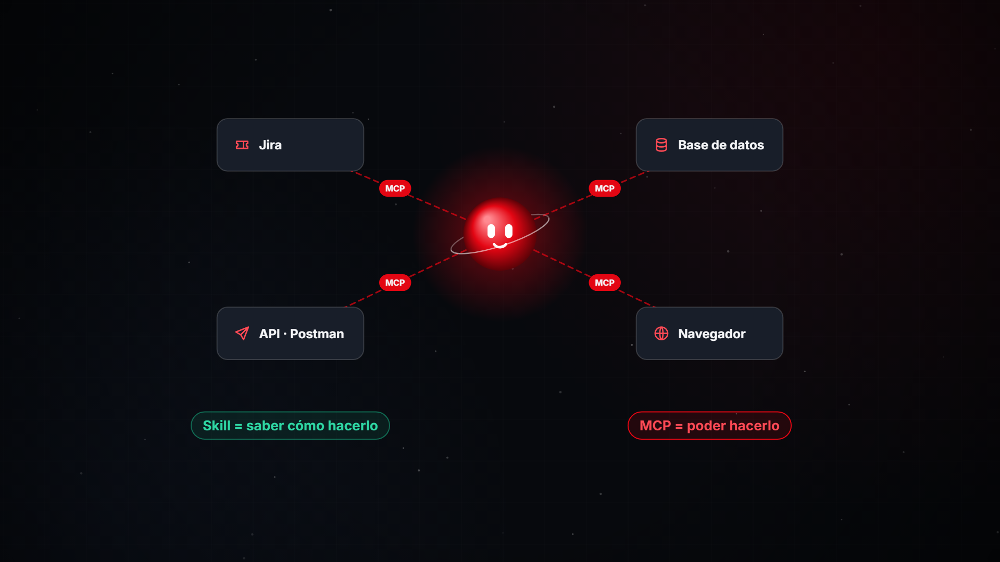 Jira
Base de datos
MCP
MCP
MCP
MCP
API · Postman
Navegador
Skill = saber cómo hacerlo
MCP = poder hacerlo